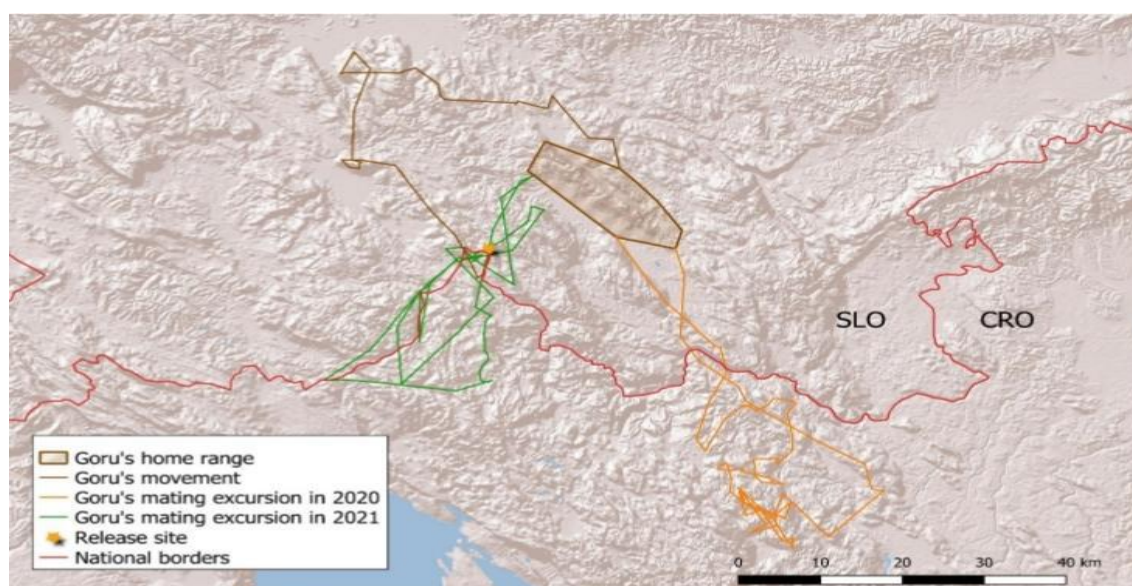 SLO CRO
Goru's home range
Goru's movement
Goru's mating excursion in 2020
Goru's mating excursion in 2021
Release site
National borders
0 10 20 30 40 km